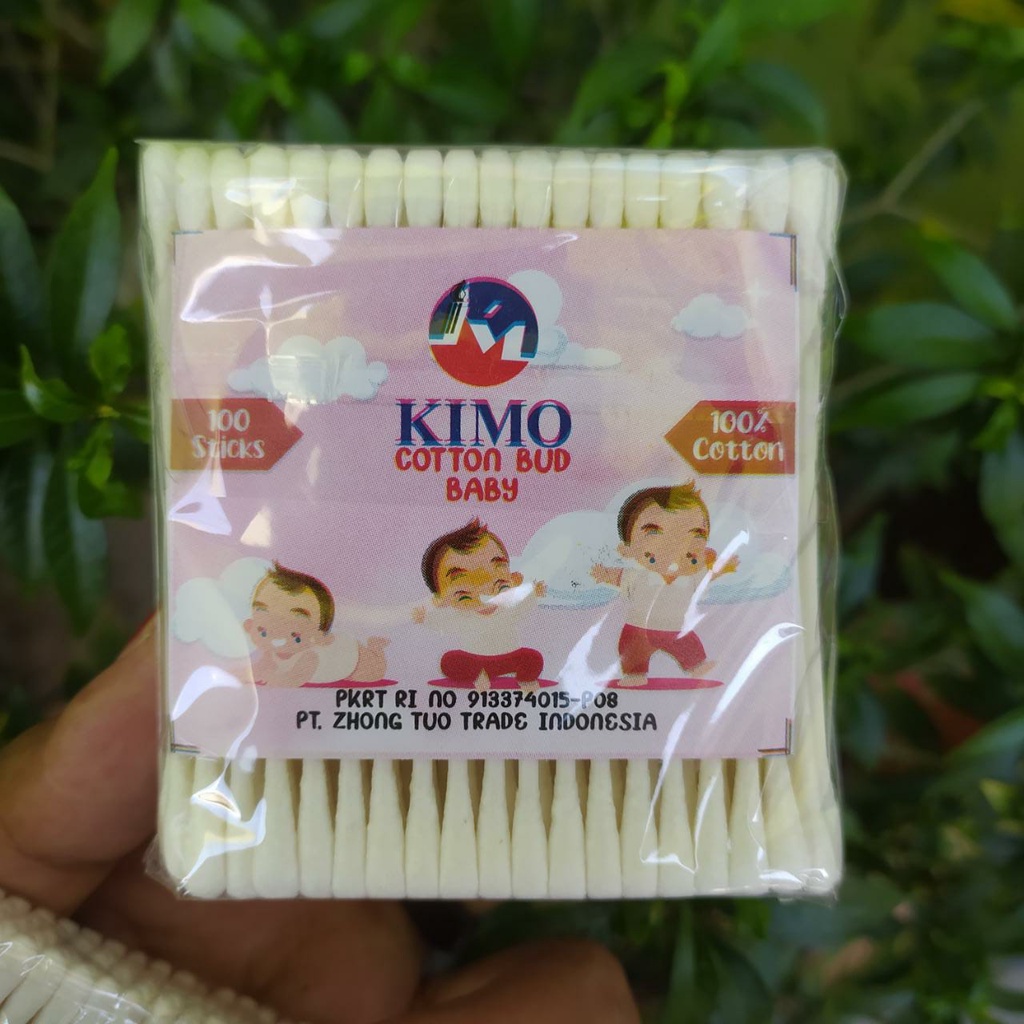 KIMO
COTTON BUD
BABY
100
Sticks
100%
Cotton
PKRT RI NO 913374015-P08
PT. ZHONG TUO TRADE INDONESIA